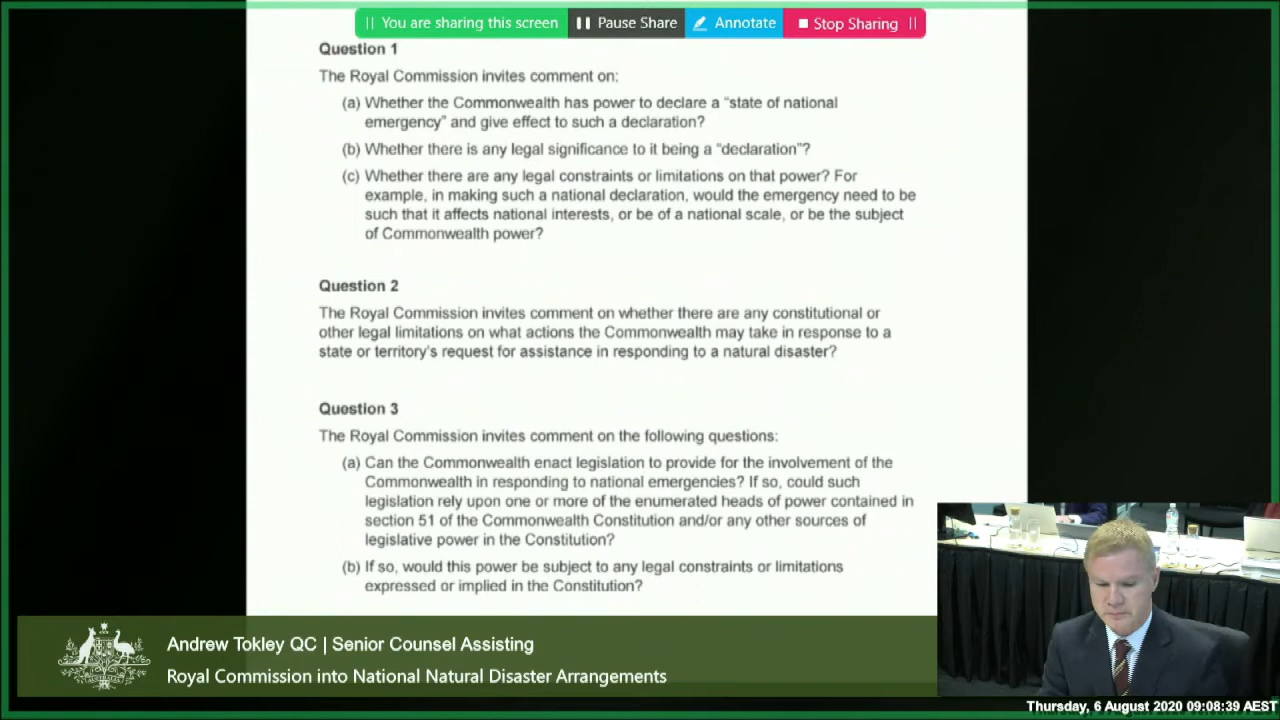 You are sharing this screen
Pause Share
Annotate
Stop Sharing
Question 1
The Royal Commission invites comment on:
(a) Whether the Commonwealth has power to declare a “state of national
emergency” and give effect to such a declaration?
(b) Whether there is any legal significance to it being a “declaration”?
(c) Whether there are any legal constraints or limitations on that power? For
example, in making such a national declaration, would the emergency need to be
such that it affects national interests, or be of a national scale, or be the subject
of Commonwealth power?
Question 2
The Royal Commission invites comment on whether there are any constitutional or
other legal limitations on what actions the Commonwealth may take in response to a
state or territory's request for assistance in responding to a natural disaster?
Question 3
The Royal Commission invites comment on the following questions:
(a) Can the Commonwealth enact legislation to provide for the involvement of the
Commonwealth in responding to national emergencies? If so, could such
legislation rely upon one or more of the enumerated heads of power contained in
section 51 of the Commonwealth Constitution and/or any other sources of
legislative power in the Constitution?
(b) If so, would this power be subject to any legal constraints or limitations
expressed or implied in the Constitution?
Andrew Tokley QC | Senior Counsel Assisting
Royal Commission into National Natural Disaster Arrangements
Thursday, 6 August 2020 09:08:39 AEST